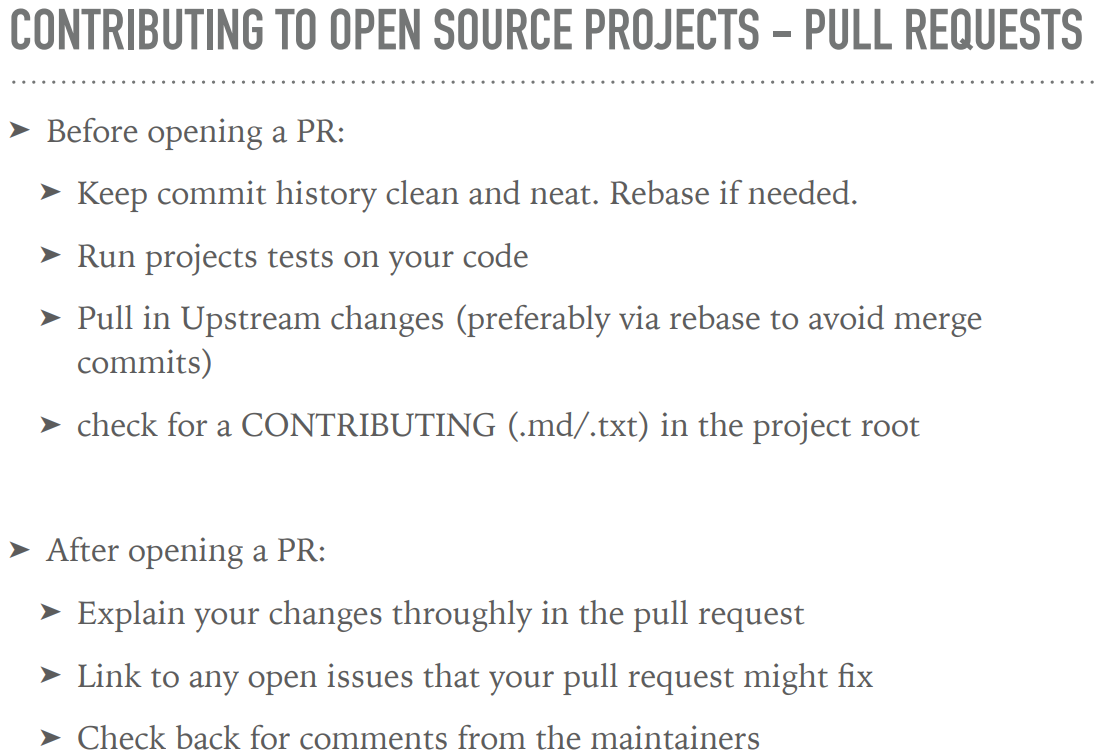 CONTRIBUTING TO OPEN SOURCE PROJECTS – PULL REQUESTS
➤ Before opening a PR:
➤ Keep commit history clean and neat. Rebase if needed.
➤ Run projects tests on your code
➤ Pull in Upstream changes (preferably via rebase to avoid merge
commits)
➤ check for a CONTRIBUTING (.md/.txt) in the project root
➤ After opening a PR:
➤ Explain your changes throughly in the pull request
➤ Link to any open issues that your pull request might fix
➤ Check back for comments from the maintainers